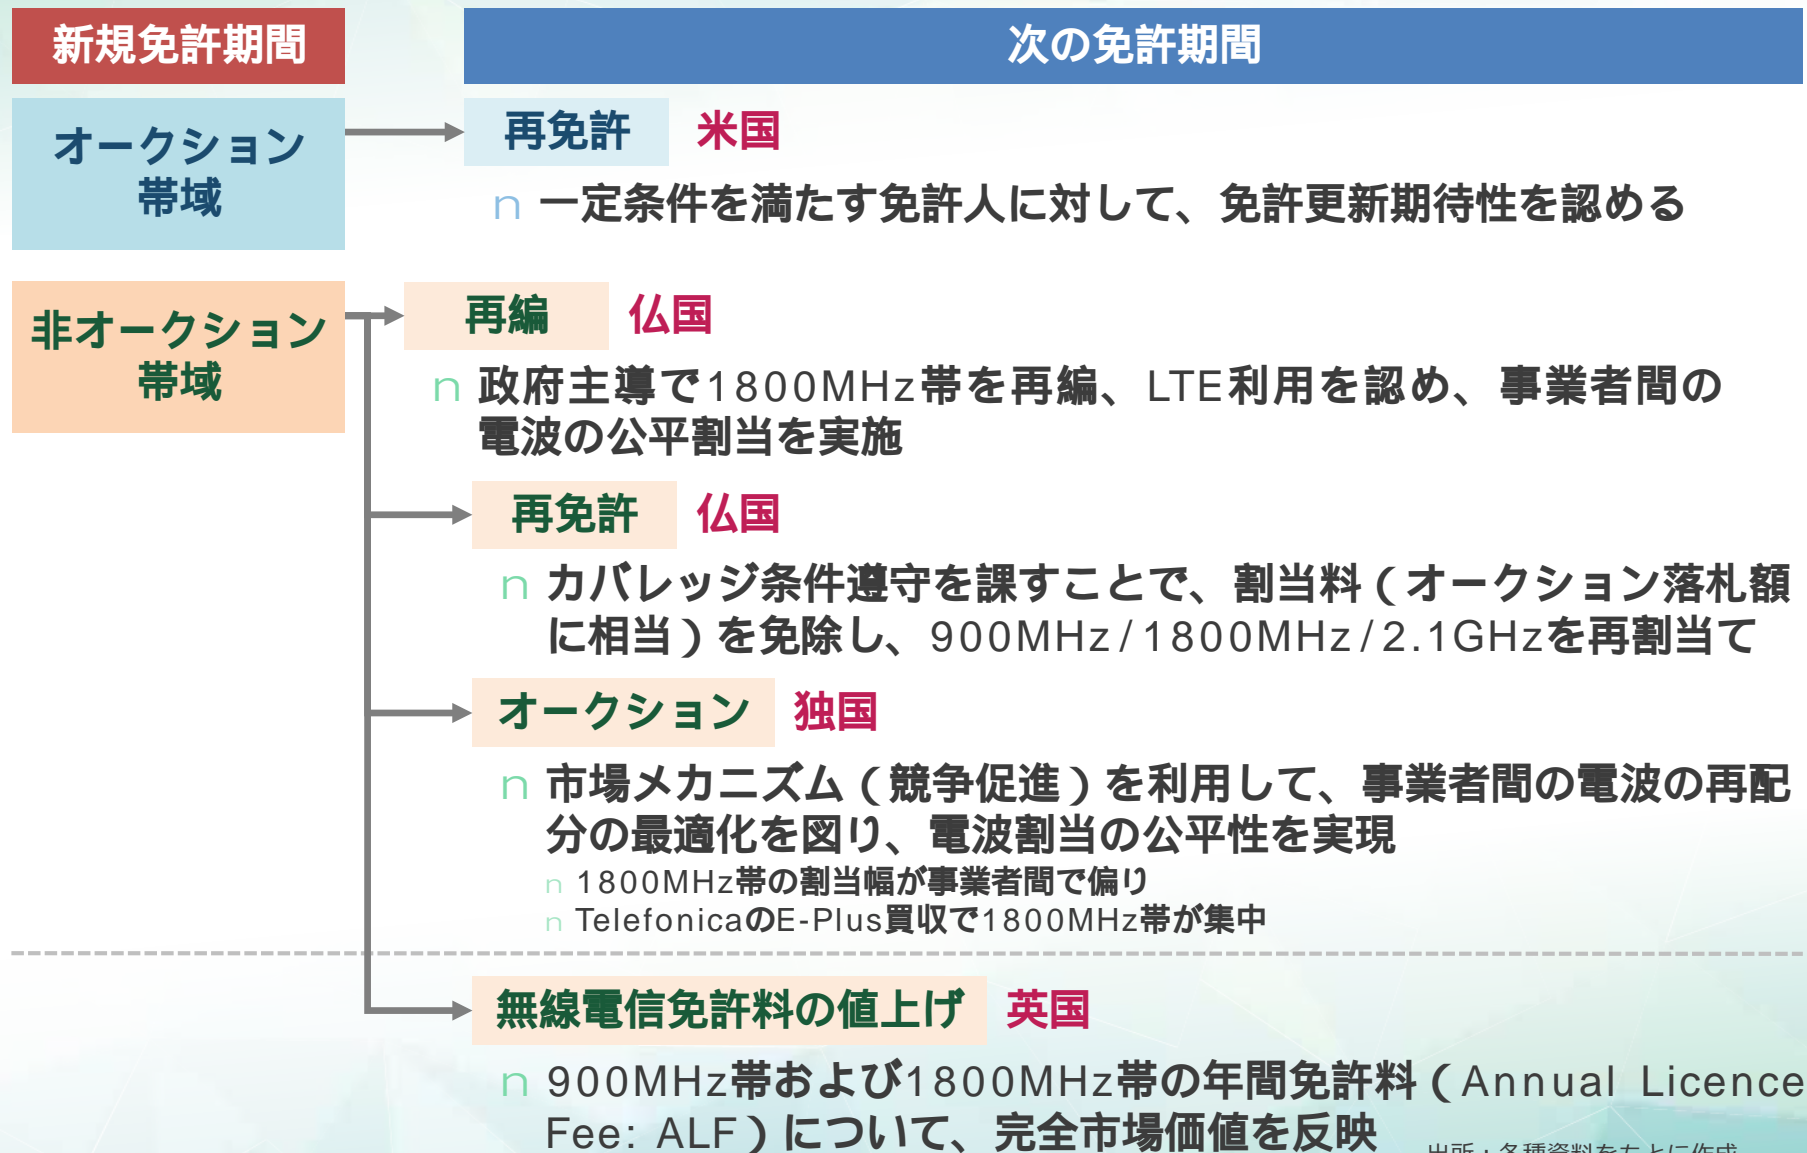 新規免許期間
次の免許期間
オークション
帯域
再免許 米国
n 一定条件を満たす免許人に対して、免許更新期待性を認める
非オークション
帯域
再編 仏国
n 政府主導で1800MHz帯を再編、LTE利用を認め、事業者間の
電波の公平割当を実施
再免許 仏国
n カバレッジ条件遵守を課すことで、割当料（オークション落札額
に相当）を免除し、900MHz/1800MHz/2.1GHzを再割当て
オークション 独国
n 市場メカニズム（競争促進）を利用して、事業者間の電波の再配
分の最適化を図り、電波割当の公平性を実現
n 1800MHz帯の割当幅が事業者間で偏り
n TelefonicaのE-Plus買収で1800MHz帯が集中
無線電信免許料の値上げ 英国
n 900MHz帯および1800MHz帯の年間免許料（Annual Licence
Fee: ALF）について、完全市場価値を反映
出所：各種資料をもとに作成